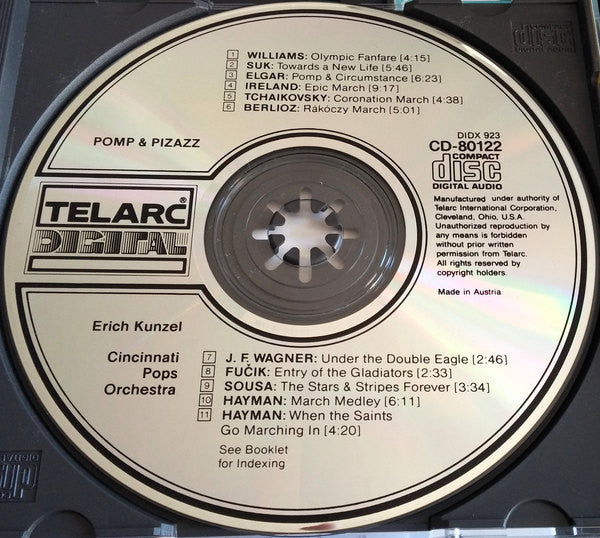 1 WILLIAMS: Olympic Fanfare [4:15]
2 SUK: Towards a New Life [5:46]
3 ELGAR: Pomp & Circumstance [6:23]
4 IRELAND: Epic March [9:17]
5 TCHAIKOVSKY: Coronation March [4:38]
6 BERLIOZ: Rákóczy March [5:01]
POMP & PIZAZZ
DIDX 923
CD-80122
COMPACT
disc
DIGITAL AUDIO
Manufactured under authority of
Telarc International Corporation,
Cleveland, Ohio, U.S.A.
Unauthorized reproduction by
any means is forbidden
without prior written
permission from Telarc.
All rights reserved by
copyright holders.
Made in Austria
TELARC®
DIGITAL
Erich Kunzel
Cincinnati
Pops
Orchestra
7 J. F. WAGNER: Under the Double Eagle [2:46]
8 FUČIK: Entry of the Gladiators [2:33]
9 SOUSA: The Stars & Stripes Forever [3:34]
10 HAYMAN: March Medley [6:11]
11 HAYMAN: When the Saints
Go Marching In [4:20]
See Booklet
for Indexing